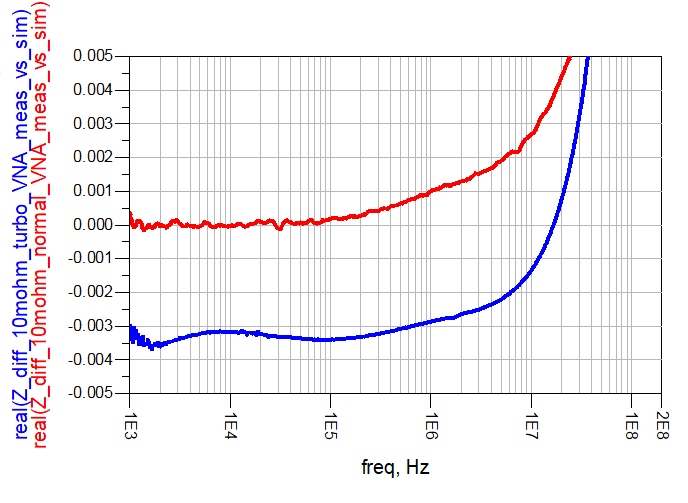 real(Z_diff_10mohm_turbo_VNA_meas_vs_sim)
real(Z_diff_10mohm_normal_VNA_meas_vs_sim)
0.005
0.004
0.003
0.002
0.001
0.000
-0.001
-0.002
-0.003
-0.004
-0.005
1E3
1E4
1E5
1E6
1E7
1E8
2E8
freq, Hz